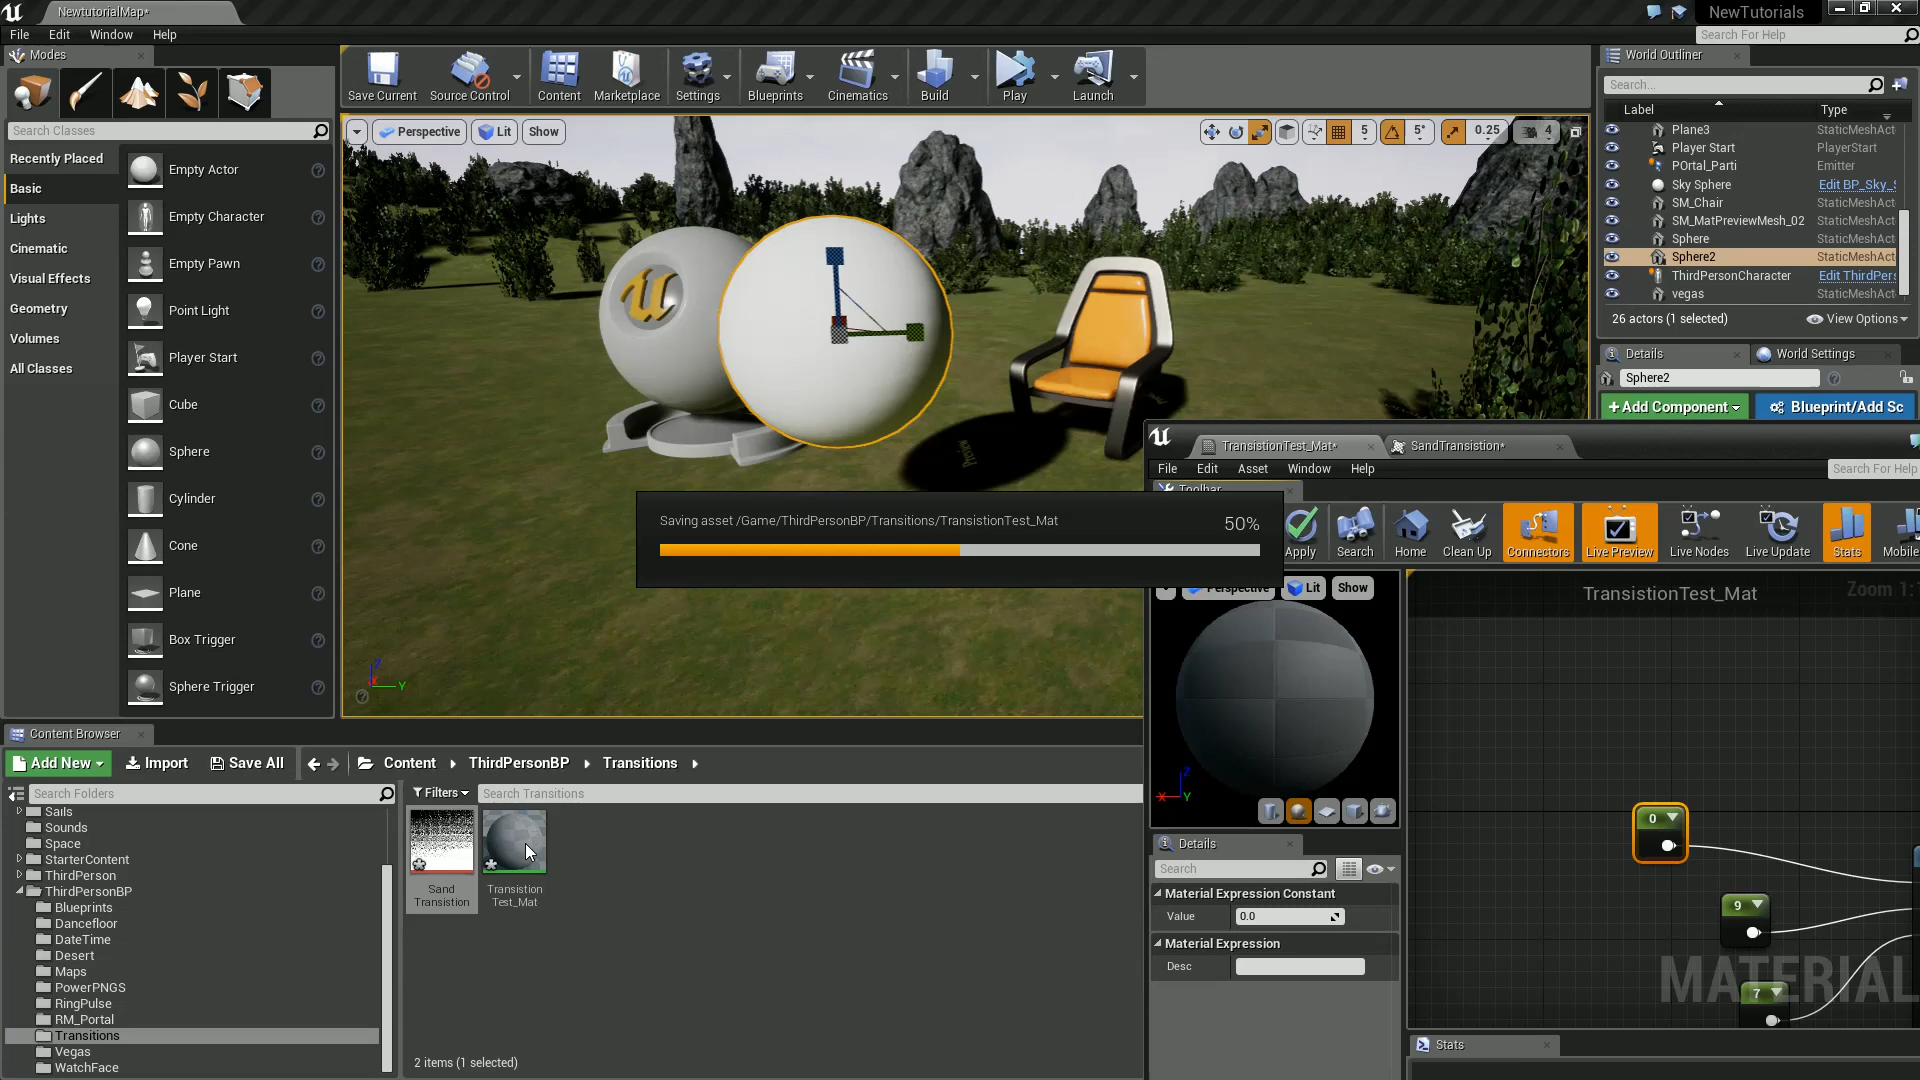 NewtutorialMap*
NewTutorials
File Edit Window Help
Search For Help
Modes
Search Classes
Recently Placed
Basic
Lights
Cinematic
Visual Effects
Geometry
Volumes
All Classes
Empty Actor
Empty Character
Empty Pawn
Point Light
Player Start
Cube
Sphere
Cylinder
Cone
Plane
Box Trigger
Sphere Trigger
Save Current
Source Control
Content
Marketplace
Settings
Blueprints
Cinematics
Build
Play
Launch
Perspective Lit Show
5 5° 0.25 4
World Outliner
Search...
Label Type
Plane3 StaticMeshAct
Player Start PlayerStart
POrtal_Parti Emitter
Sky Sphere Edit BP_Sky_S
SM_Chair StaticMeshAct
SM_MatPreviewMesh_02 StaticMeshAct
Sphere StaticMeshAct
Sphere2 StaticMeshAct
ThirdPersonCharacter Edit ThirdPers
vegas StaticMeshAct
26 actors (1 selected) View Options
Details World Settings
Sphere2
+Add Component Blueprint/Add Sc
Preview
Saving asset /Game/ThirdPersonBP/Transitions/TransistionTest_Mat 50%
TransistionTest_Mat* SandTransistion*
File Edit Asset Window Help
Search For Help
Toolbar
Apply
Search
Home
Clean Up
Connectors
Live Preview
Live Nodes
Live Update
Stats
Mobile
Perspective Lit Show
TransistionTest_Mat
Zoom 1:
0
9
7
MATERIAL
Details
Search
Material Expression Constant
Value 0.0
Material Expression
Desc
Stats
Content Browser
Add New Import Save All
Content ThirdPersonBP Transitions
Search Folders
Filters Search Transitions
Sails
Sounds
Space
StarterContent
ThirdPerson
ThirdPersonBP
Blueprints
Dancefloor
DateTime
Desert
Maps
PowerPNGS
RingPulse
RM_Portal
Transitions
Vegas
WatchFace
Sand
Transistion
Transistion
Test_Mat
2 items (1 selected)
X Y Z
Z
X Y